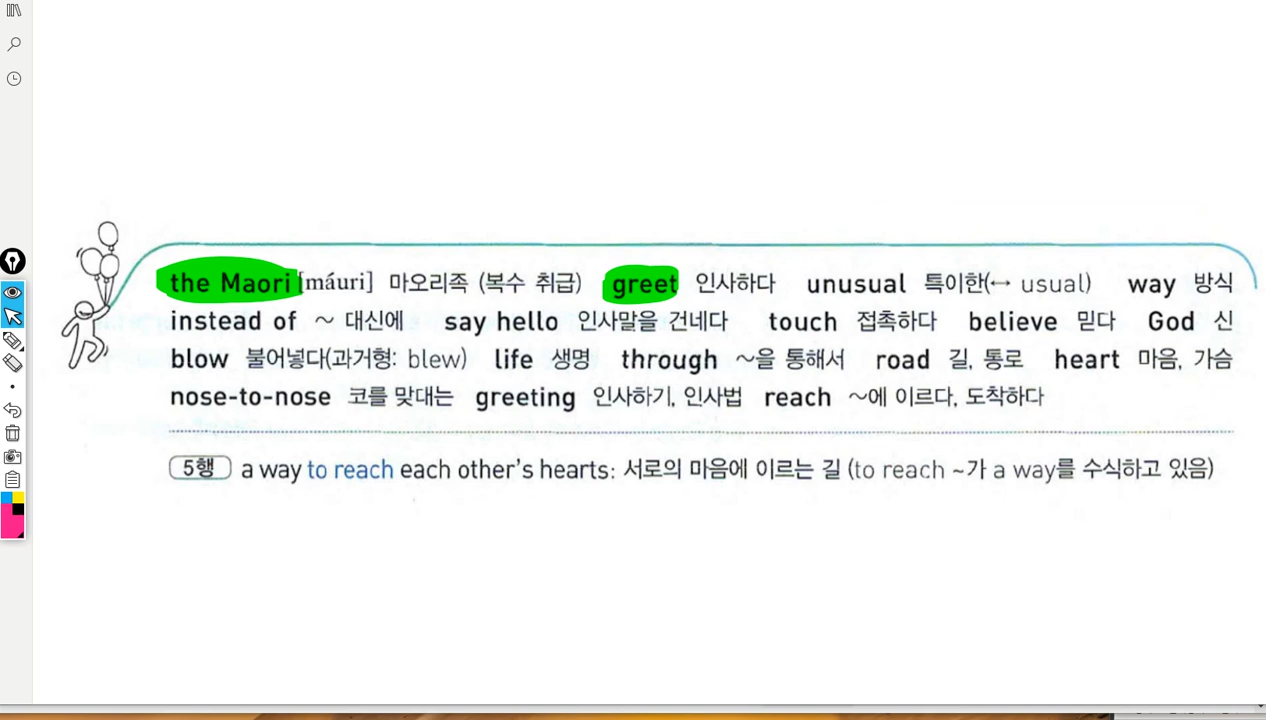 the Maori [máuri] 마오리족 (복수 취급) greet 인사하다 unusual 특이한(↔ usual) way 방식
instead of ~ 대신에 say hello 인사말을 건네다 touch 접촉하다 believe 믿다 God 신
blow 불어넣다(과거형: blew) life 생명 through ~을 통해서 road 길, 통로 heart 마음, 가슴
nose-to-nose 코를 맞대는 greeting 인사하기, 인사법 reach ~에 이르다, 도착하다
5행 a way to reach each other's hearts: 서로의 마음에 이르는 길 (to reach ~가 a way를 수식하고 있음)